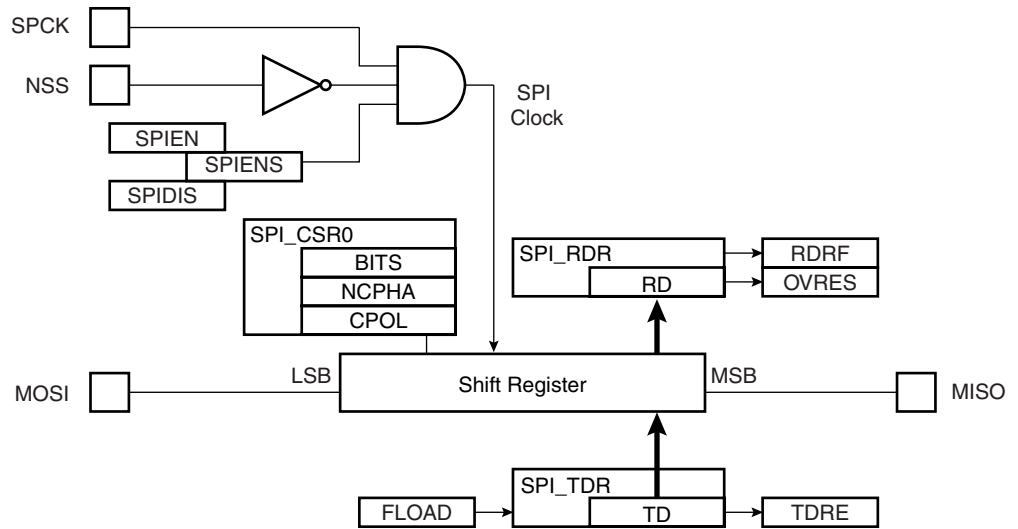 SPCK
NSS
SPI
Clock
SPIEN
SPIENS
SPIDIS
SPI_CSR0
BITS
NCPHA
CPOL
SPI_RDR
RD
RDRF
OVRES
MOSI
LSB
Shift Register
MSB
MISO
SPI_TDR
FLOAD
TD
TDRE